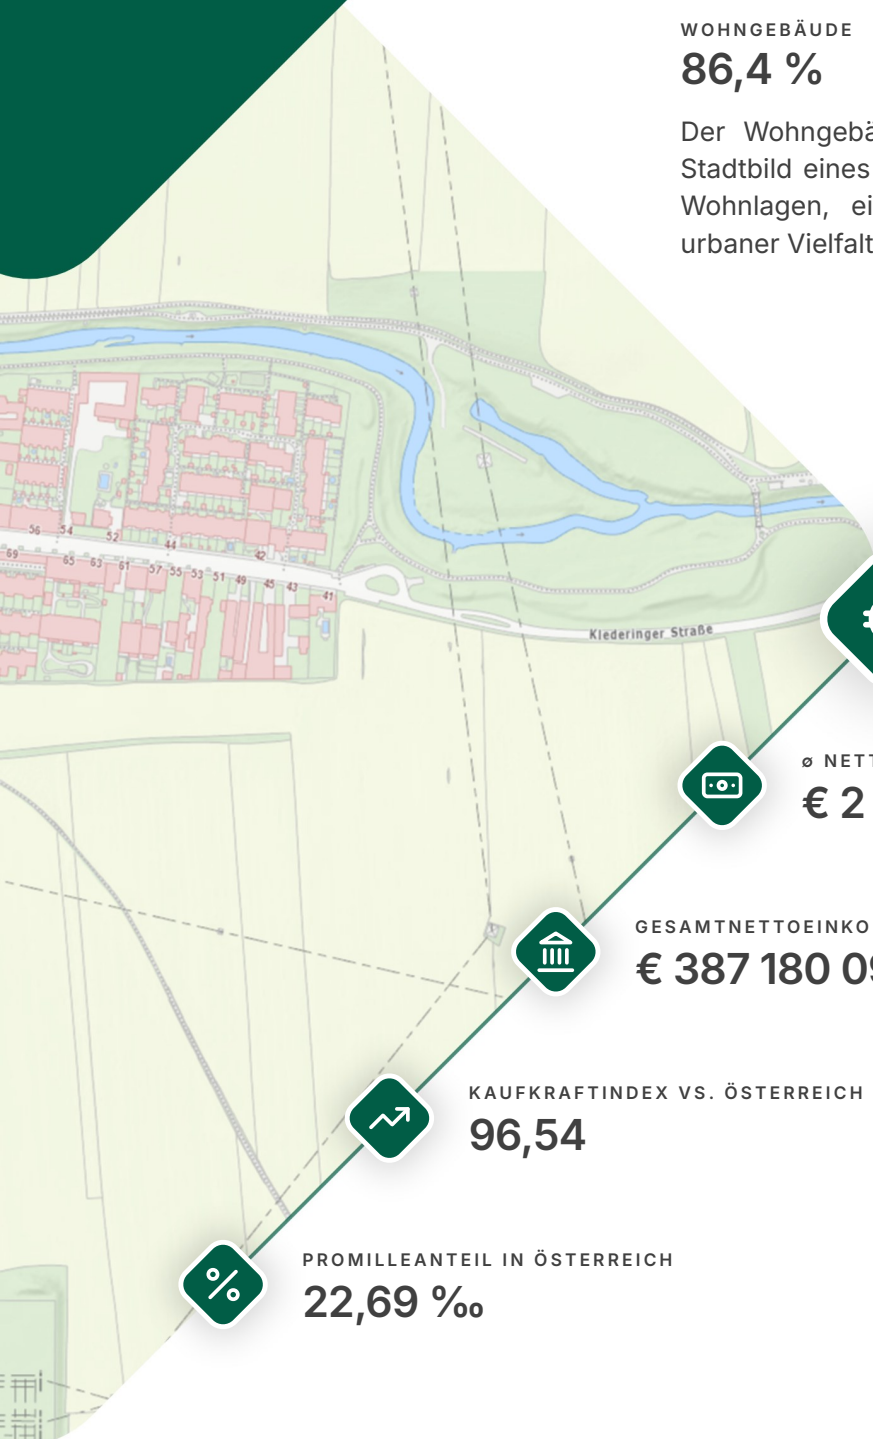 WOHNGEBÄUDE
86,4 %
Der Wohngebä
Stadtbild eines
Wohnlagen, ei
urbaner Vielfalt
56 54 52 44 42
69 65 63 61 57 55 53 51 49 45 43 41
Kledering​er Straße
ø NETT
€ 2
GESAMTNETTOEINKO
€ 387 180 09
KAUFKRAFTINDEX VS. ÖSTERREICH
96,54
PROMILLEANTEIL IN ÖSTERREICH
22,69 ‰